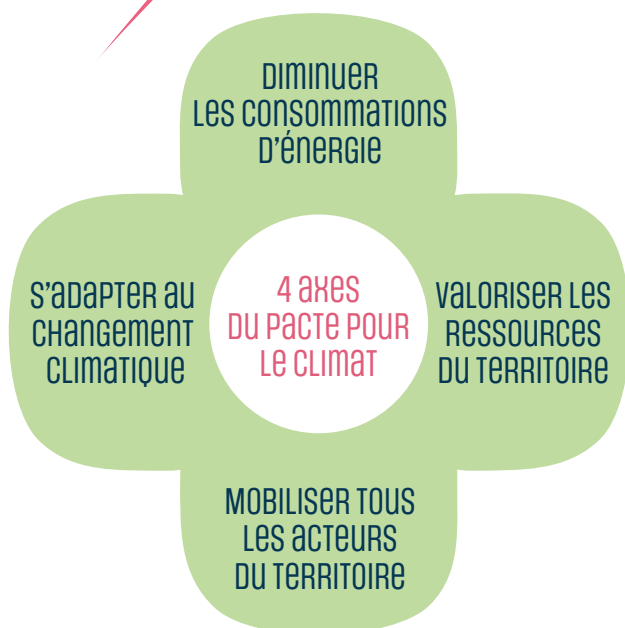 DIMINUER
LES CONSOMMATIONS
D'ÉNERGIE
S'ADAPTER AU
CHANGEMENT
CLIMATIQUE
4 AXES
DU PACTE POUR
LE CLIMAT
VALORISER LES
RESSOURCES
DU TERRITOIRE
MOBILISER TOUS
LES ACTEURS
DU TERRITOIRE